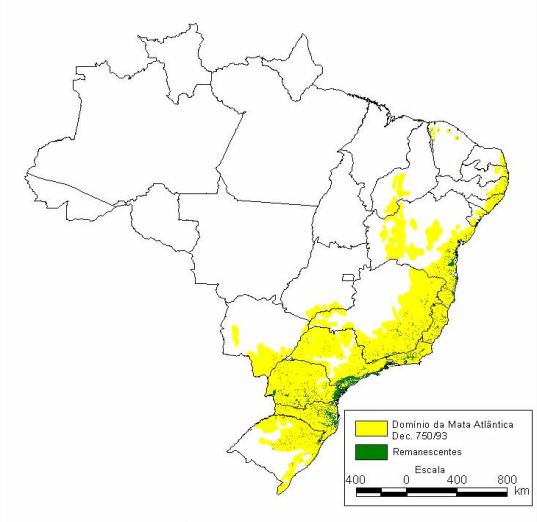 Domínio da Mata Atlântica
Dec. 750/93
Remanescentes
Escala
400 0 400 800
km